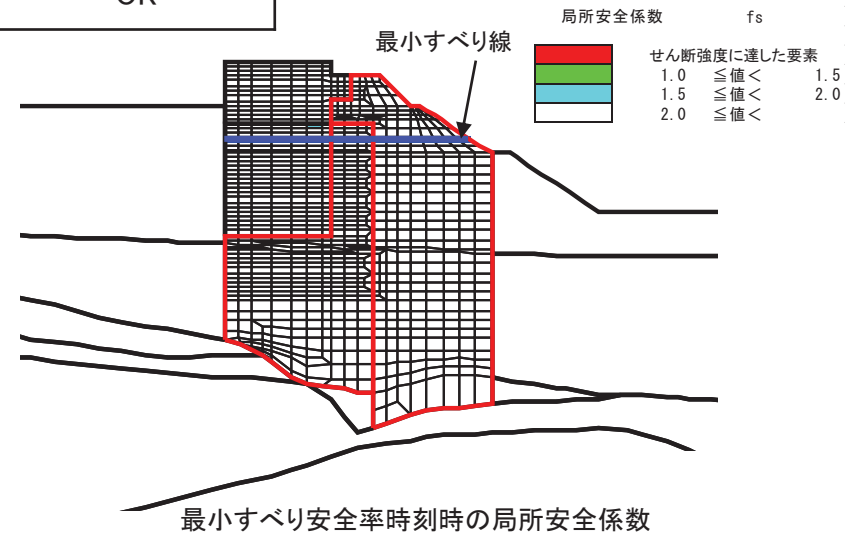 OK
局所安全係数 fs
最小すべり線
せん断強度に達した要素
1.0 ≦値< 1.5
1.5 ≦値< 2.0
2.0 ≦値<
最小すべり安全率時刻時の局所安全係数